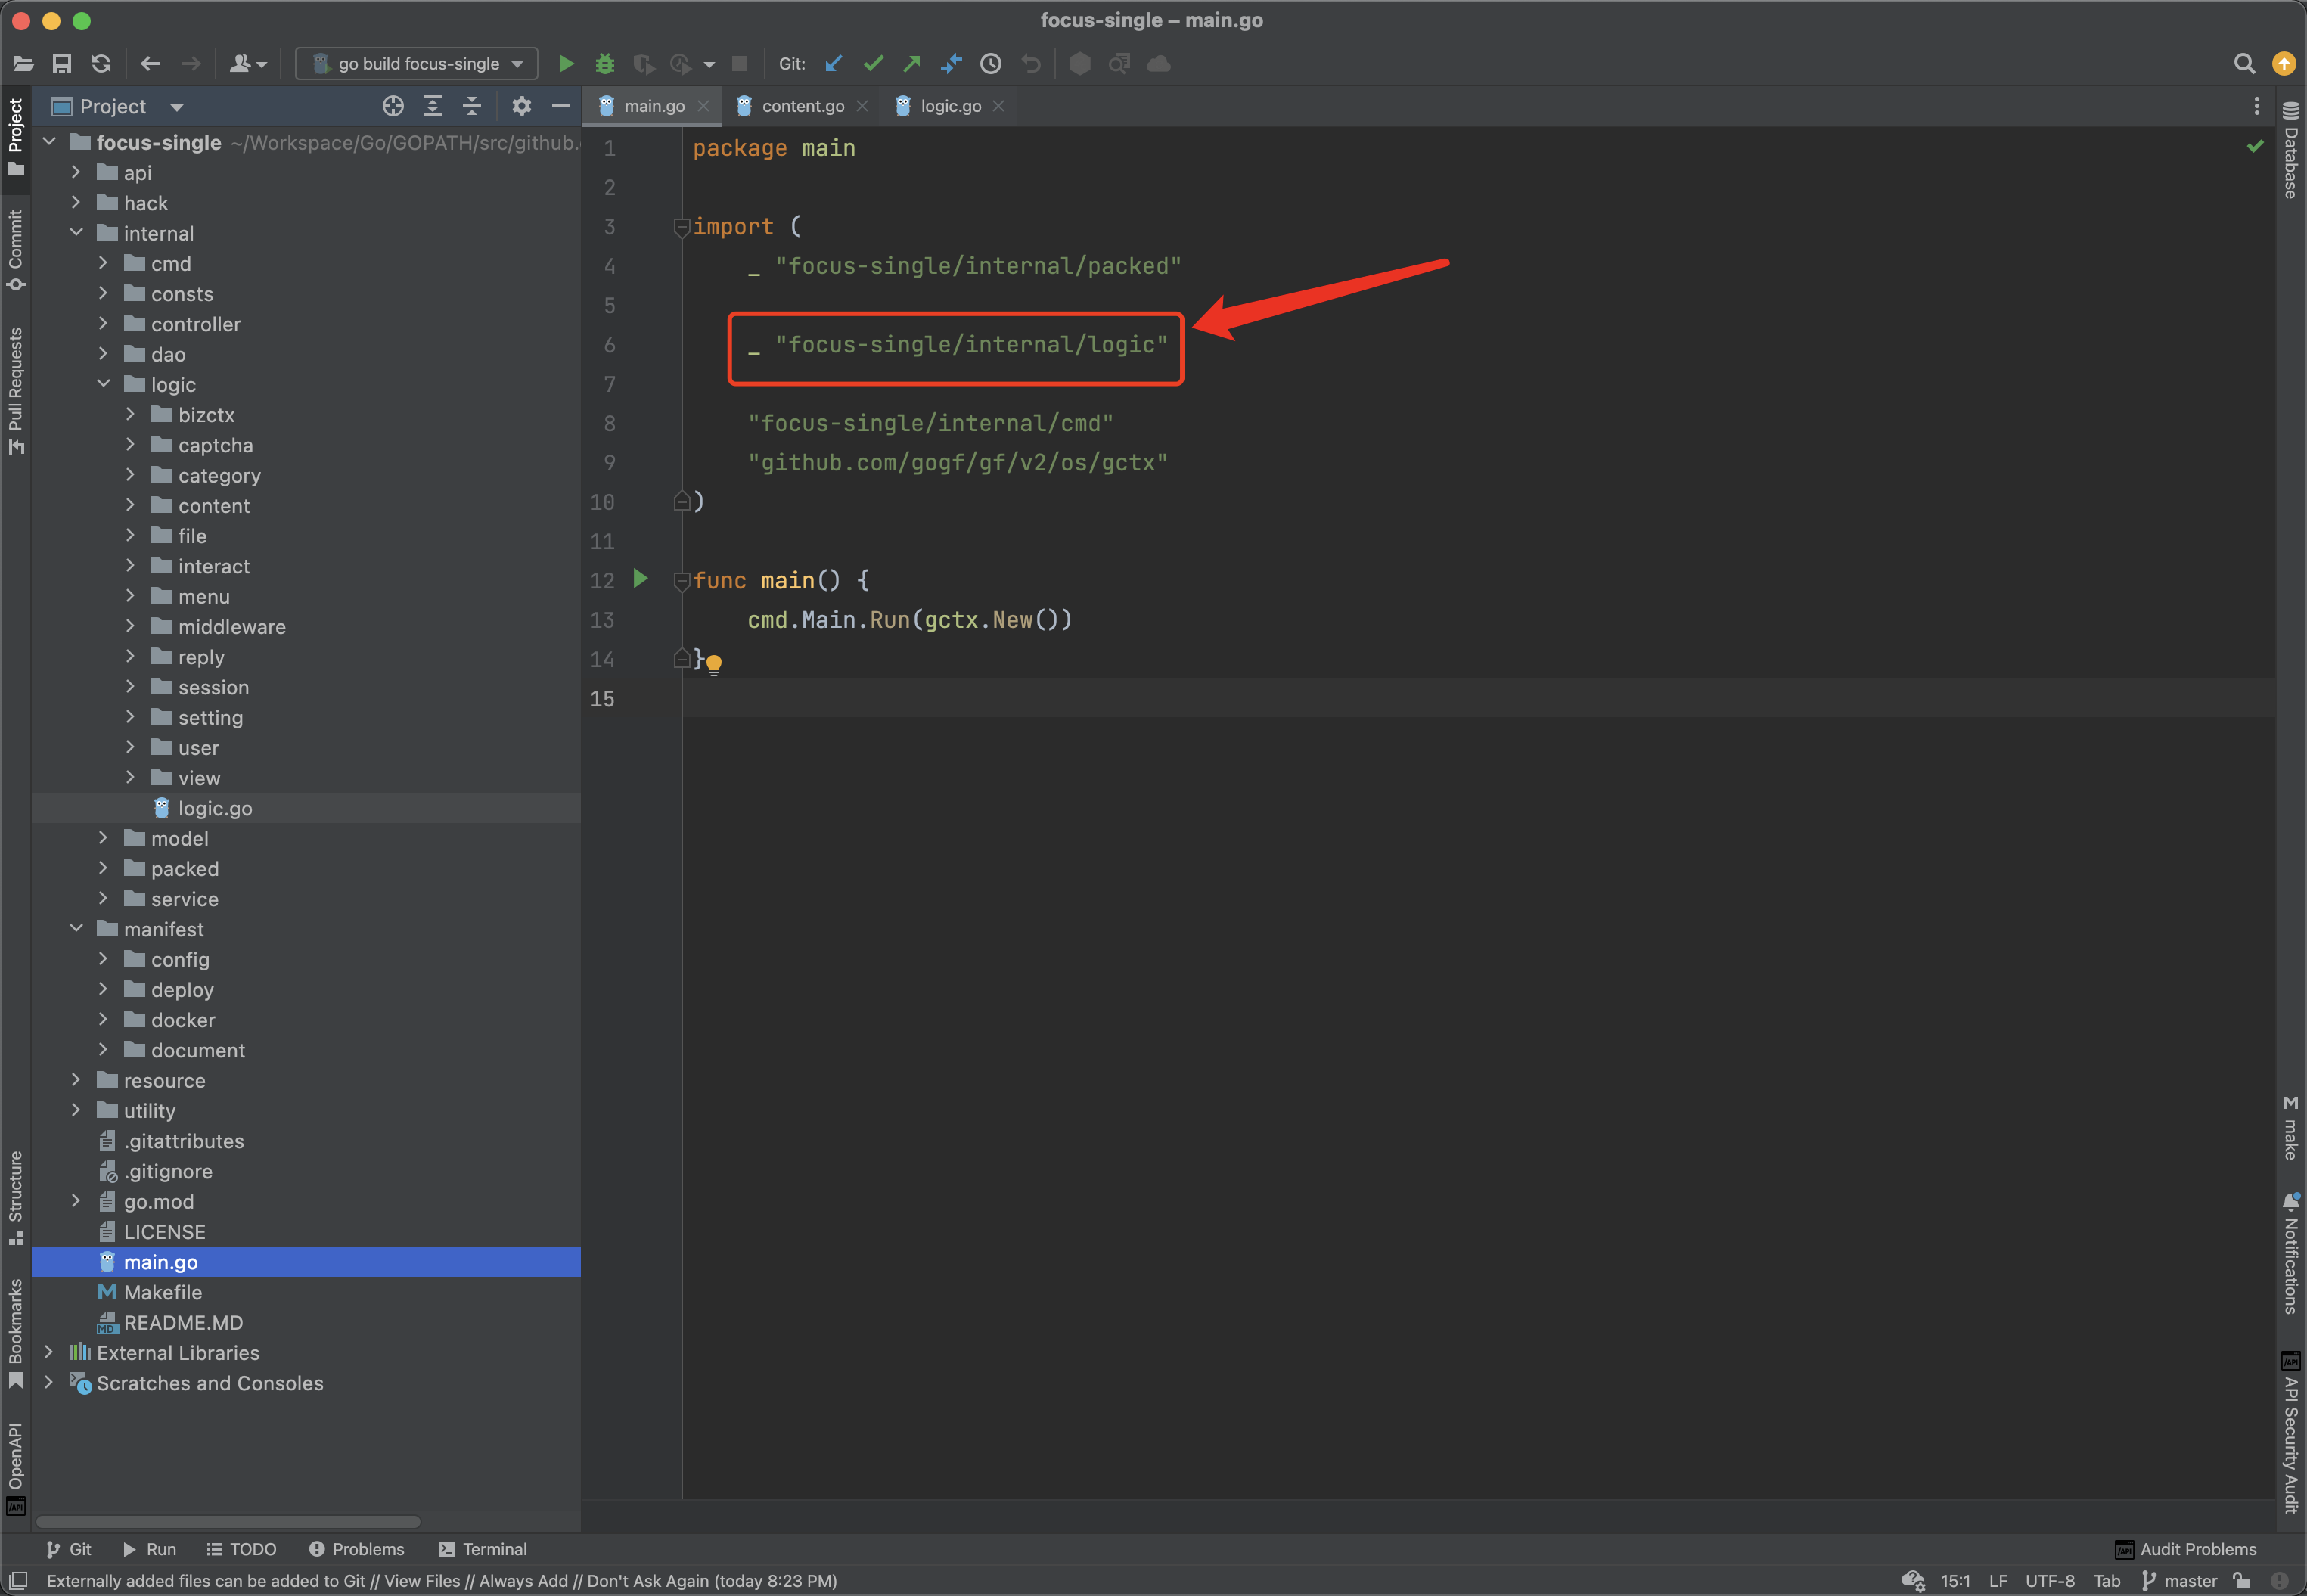 focus-single – main.go
go build focus-single
Git:
Project
main.go
content.go
logic.go
focus-single ~/Workspace/Go/GOPATH/src/github.
api
hack
internal
cmd
consts
controller
dao
logic
bizctx
captcha
category
content
file
interact
menu
middleware
reply
session
setting
user
view
logic.go
model
packed
service
manifest
config
deploy
docker
document
resource
utility
.gitattributes
.gitignore
go.mod
LICENSE
main.go
Makefile
README.MD
External Libraries
Scratches and Consoles
1 package main
2
3 import (
4 _ "focus-single/internal/packed"
5
6 _ "focus-single/internal/logic"
7
8 "focus-single/internal/cmd"
9 "github.com/gogf/gf/v2/os/gctx"
10 )
11
12 func main() {
13 cmd.Main.Run(gctx.New())
14 }
15
Project
Commit
Pull Requests
Structure
Bookmarks
OpenAPI
Database
make
Notifications
API Security Audit
Git
Run
TODO
Problems
Terminal
Audit Problems
Externally added files can be added to Git // View Files // Always Add // Don't Ask Again (today 8:23 PM)
15:1 LF UTF-8 Tab master